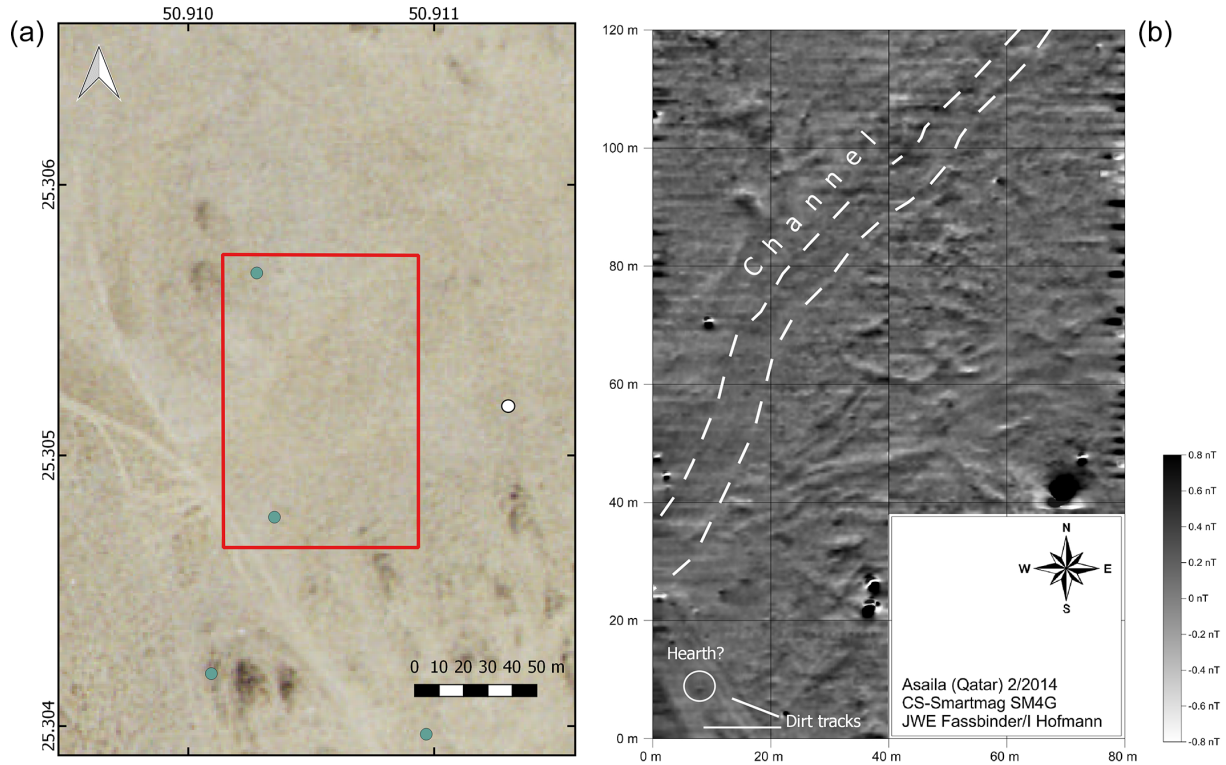 (a)
50.910
50.911
25.306
25.305
25.304
0 10 20 30 40 50 m
(b)
120 m
100 m
80 m
60 m
40 m
20 m
0 m
0 m
20 m
40 m
60 m
80 m
Channel
Hearth?
Dirt tracks
N
W E
S
Asaila (Qatar) 2/2014
CS-Smartmag SM4G
JWE Fassbinder/I Hofmann
0.8 nT
0.6 nT
0.4 nT
0.2 nT
0 nT
-0.2 nT
-0.4 nT
-0.6 nT